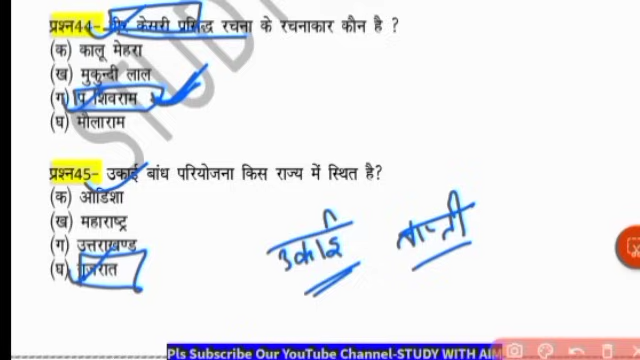 प्रश्न44- वीर केसरी प्रसिद्ध रचना के रचनाकार कौन है ?
(क) कालू मेहरा
(ख) मुकुन्दी लाल
(ग) प शिवराम
(घ) मौलाराम
प्रश्न45- उकाई बांध परियोजना किस राज्य में स्थित है?
(क) ओडिशा
(ख) महाराष्ट्र
(ग) उत्तराखण्ड
(घ) गुजरात
उकाई ताप्ती
Pls Subscribe Our YouTube Channel-STUDY WITH AIM